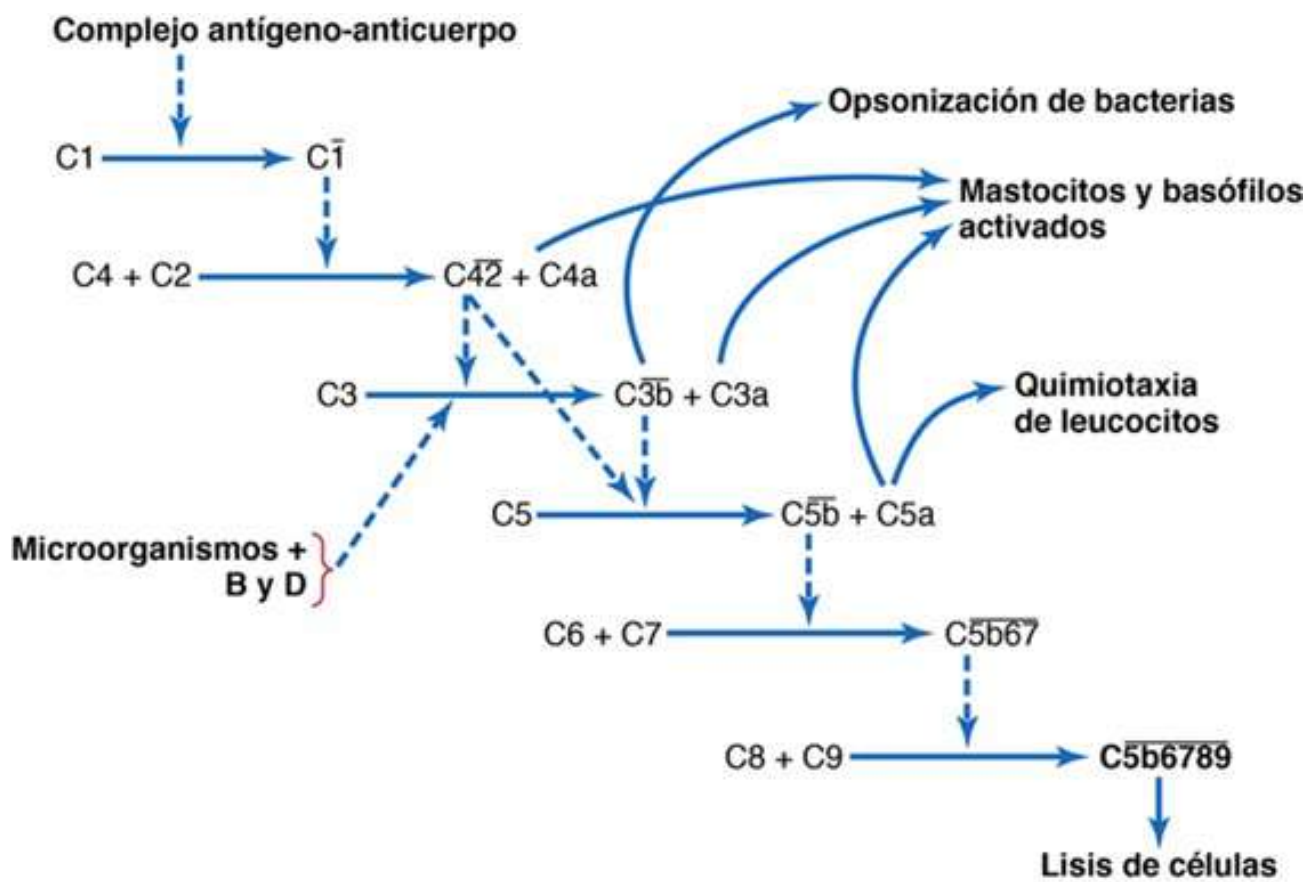 Complejo antígeno-anticuerpo
Opsonización de bacterias
C1
C1̅
Mastocitos y basófilos
activados
C4 + C2
C4̅2̅ + C4a
C3
C3̅b̅ + C3a
Quimiotaxia
de leucocitos
C5
C5̅b̅ + C5a
Microorganismos +
B y D
C6 + C7
C5̅b̅6̅7̅
C8 + C9
C5̅b̅6̅7̅8̅9̅
Lisis de células